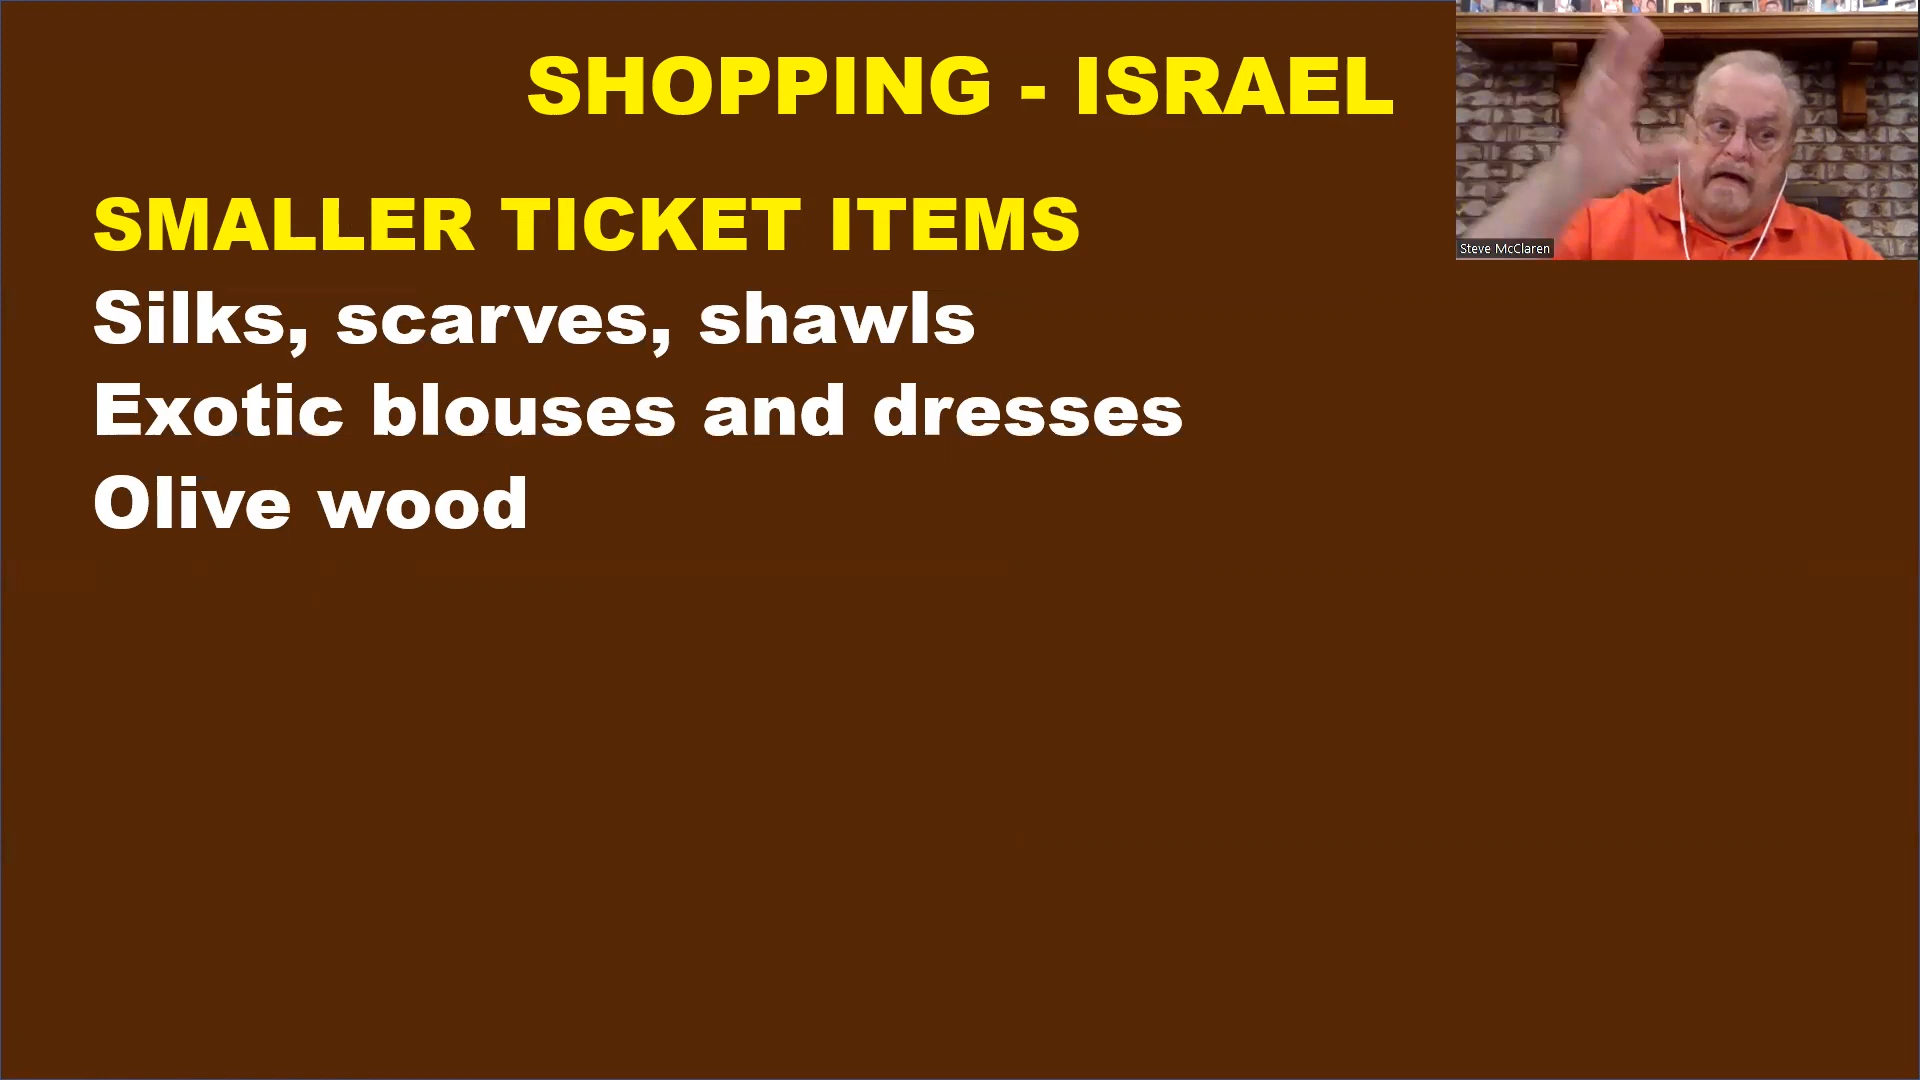 SHOPPING - ISRAEL
SMALLER TICKET ITEMS
Silks, scarves, shawls
Exotic blouses and dresses
Olive wood
Steve McClaren